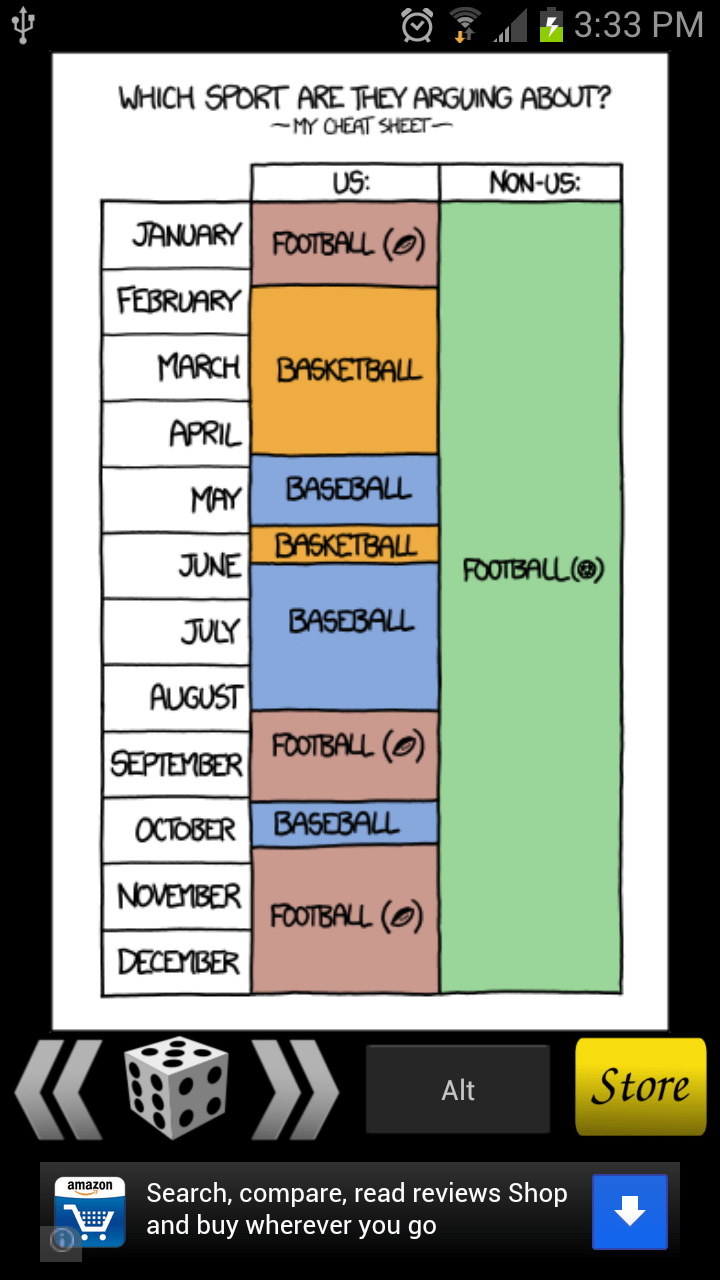 3:33 PM
WHICH SPORT ARE THEY ARGUING ABOUT?
—MY CHEAT SHEET—
US:
NON-US:
JANUARY
FOOTBALL ()
FEBRUARY
MARCH
BASKETBALL
APRIL
MAY
BASEBALL
BASKETBALL
JUNE
FOOTBALL()
JULY
BASEBALL
AUGUST
SEPTEMBER
FOOTBALL ()
OCTOBER
BASEBALL
NOVEMBER
FOOTBALL ()
DECEMBER
Alt
Store
amazon
Search, compare, read reviews Shop
and buy wherever you go